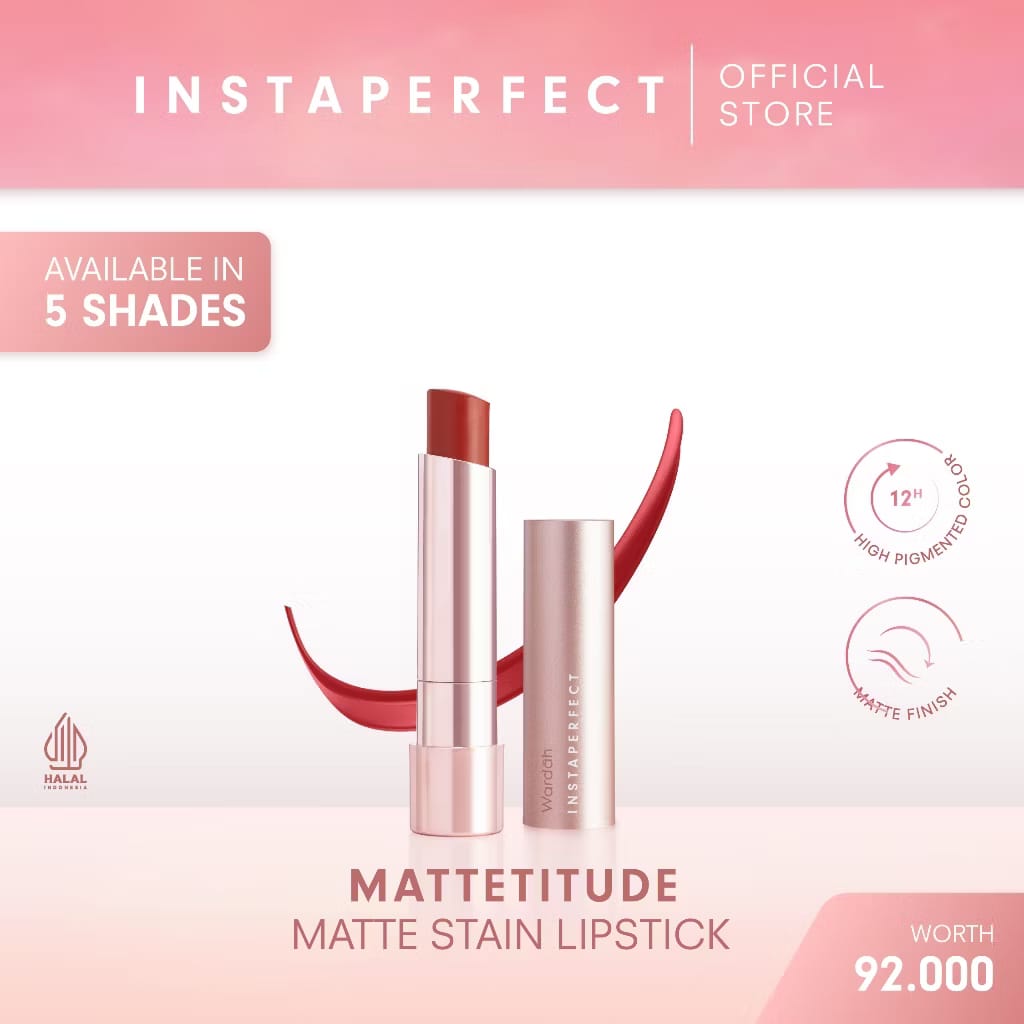 INSTAPERFECT
OFFICIAL
STORE
AVAILABLE IN
5 SHADES
12H
HIGH PIGMENTED COLOR
MATTE FINISH
Wardah
INSTAPERFECT
HALAL
INDONESIA
MATTETITUDE
MATTE STAIN LIPSTICK
WORTH
92.000